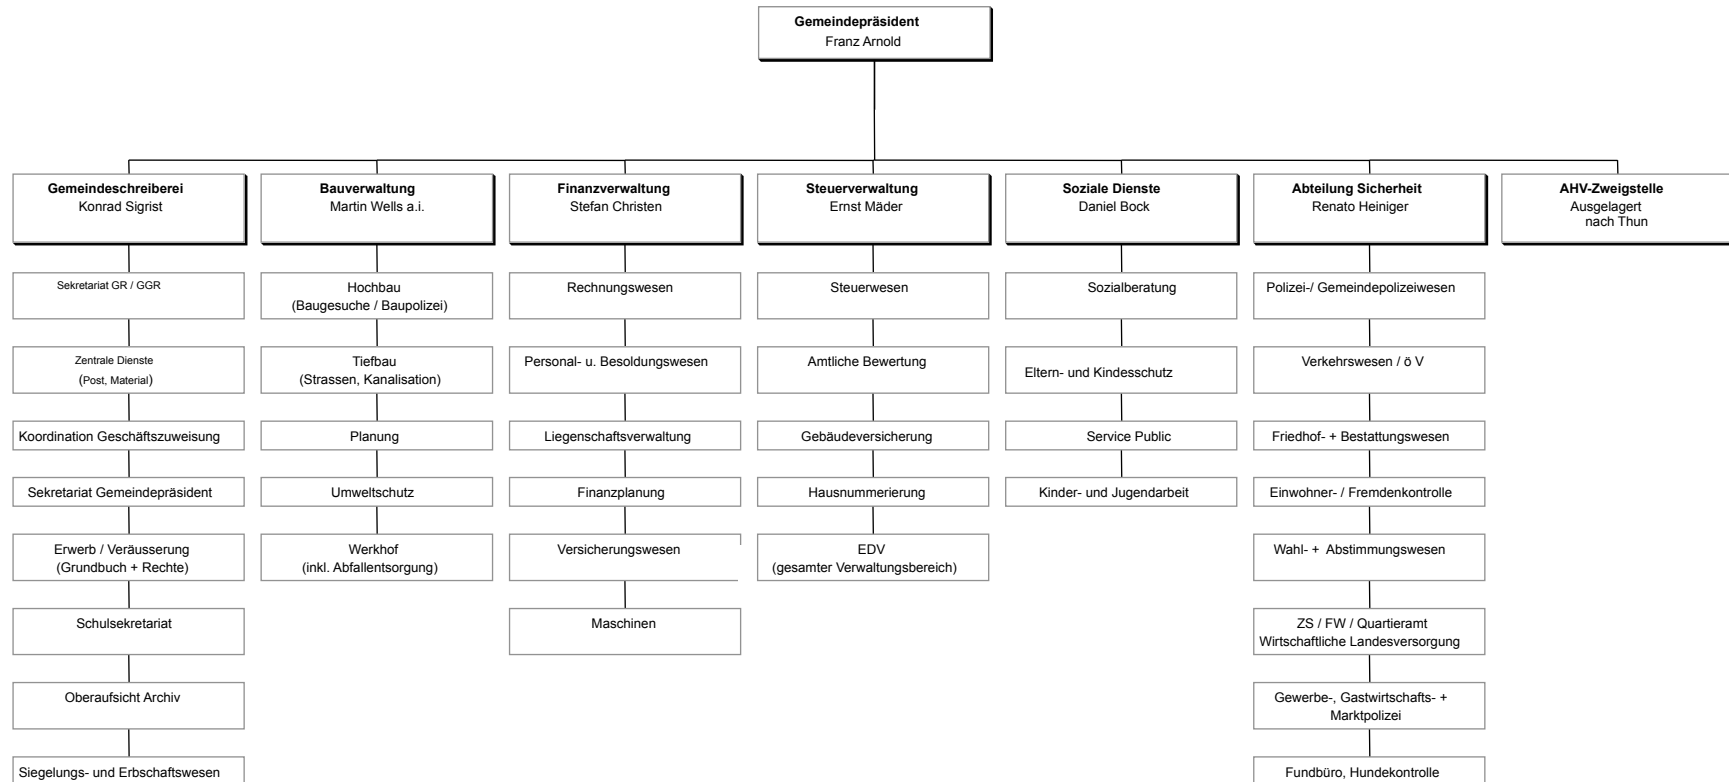 Gemeindepräsident
Franz Arnold
Gemeindeschreiberei
Konrad Sigrist
Sekretariat GR / GGR
Zentrale Dienste
(Post, Material)
Koordination Geschäftszuweisung
Sekretariat Gemeindepräsident
Erwerb / Veräusserung
(Grundbuch + Rechte)
Schulsekretariat
Oberaufsicht Archiv
Siegelungs- und Erbschaftswesen
Bauverwaltung
Martin Wells a.i.
Hochbau
(Baugesuche / Baupolizei)
Tiefbau
(Strassen, Kanalisation)
Planung
Umweltschutz
Werkhof
(inkl. Abfallentsorgung)
Finanzverwaltung
Stefan Christen
Rechnungswesen
Personal- u. Besoldungswesen
Liegenschaftsverwaltung
Finanzplanung
Versicherungswesen
Maschinen
Steuerverwaltung
Ernst Mäder
Steuerwesen
Amtliche Bewertung
Gebäudeversicherung
Hausnummerierung
EDV
(gesamter Verwaltungsbereich)
Soziale Dienste
Daniel Bock
Sozialberatung
Eltern- und Kindesschutz
Service Public
Kinder- und Jugendarbeit
Abteilung Sicherheit
Renato Heiniger
Polizei-/ Gemeindepolizeiwesen
Verkehrswesen / ö V
Friedhof- + Bestattungswesen
Einwohner- / Fremdenkontrolle
Wahl- + Abstimmungswesen
ZS / FW / Quartieramt
Wirtschaftliche Landesversorgung
Gewerbe-, Gastwirtschafts- +
Marktpolizei
Fundbüro, Hundekontrolle
AHV-Zweigstelle
Ausgelagert
nach Thun